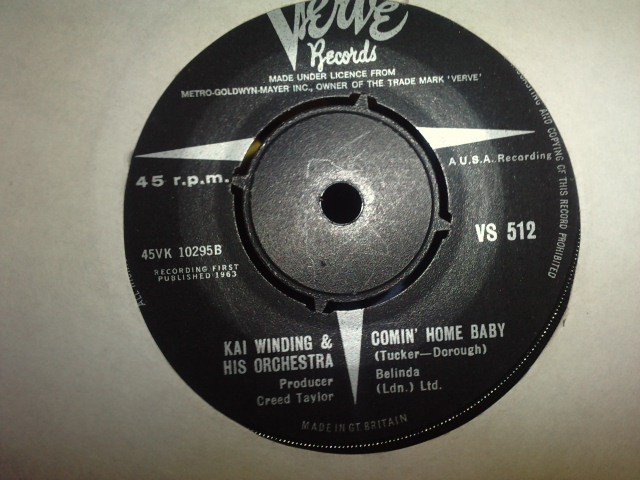 Verve
Records
MADE UNDER LICENCE FROM
METRO-GOLDWYN-MAYER INC., OWNER OF THE TRADE MARK 'VERVE'
45 r.p.m.
A U.S.A. Recording
45VK 10295B
VS 512
RECORDING FIRST
PUBLISHED 1963
KAI WINDING &
HIS ORCHESTRA
Producer
Creed Taylor
COMIN' HOME BABY
(Tucker—Dorough)
Belinda
(Ldn.) Ltd.
MADE IN GT. BRITAIN
AND COPYING OF THIS RECORD PROHIBITED